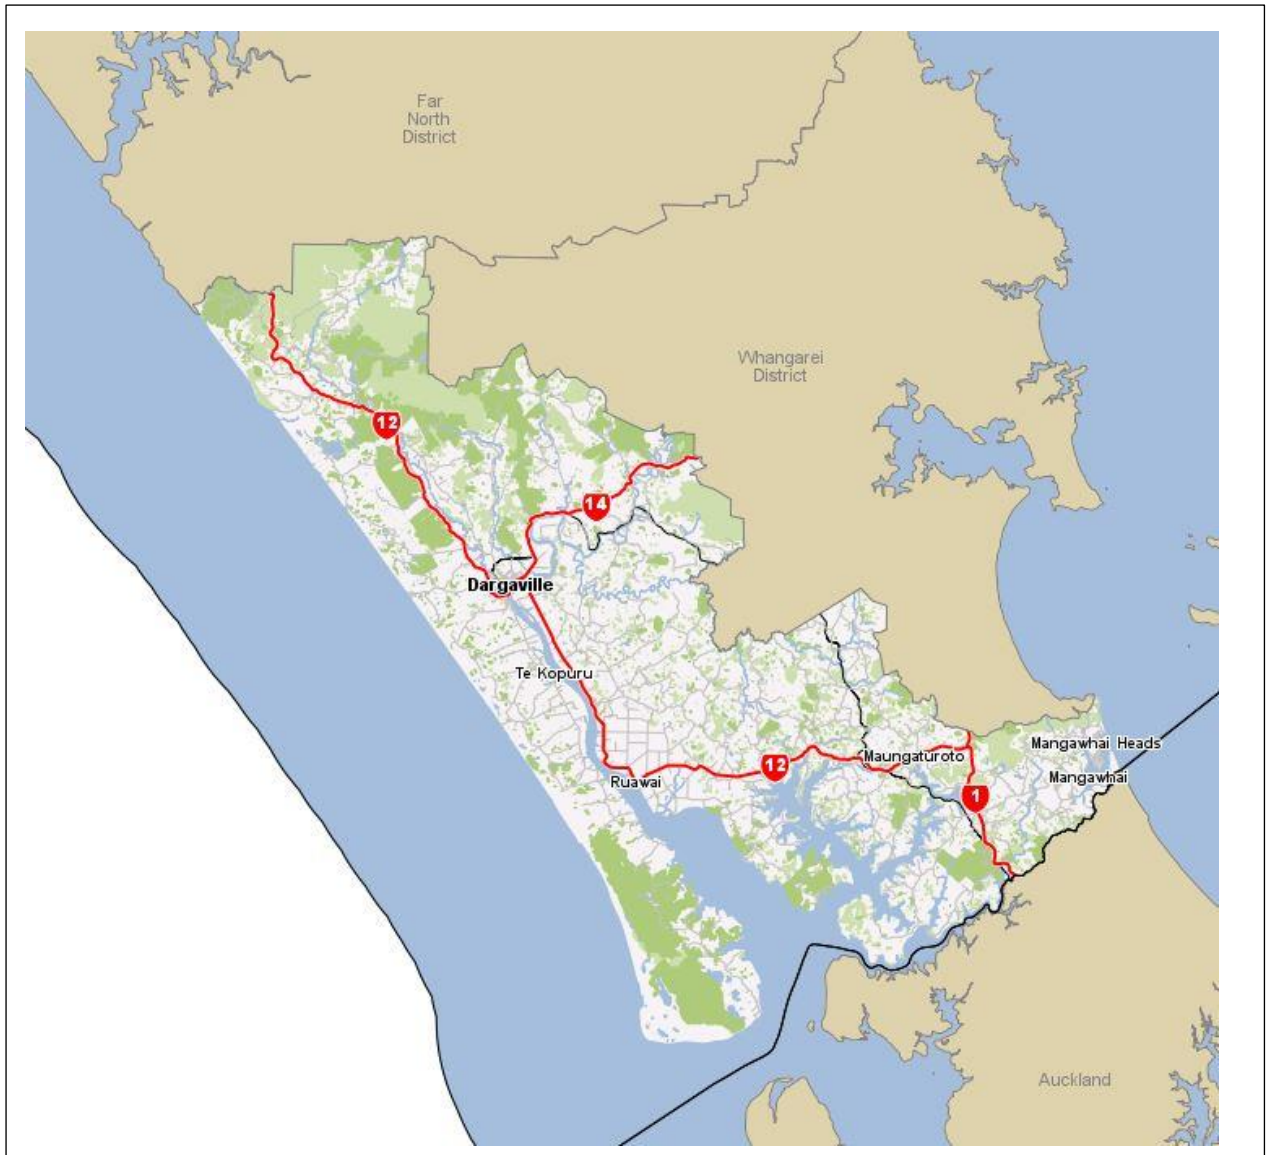 Far
North
District
Whangarei
District
12
14
Dargaville
Te Kopuru
Mangawhai Heads
Maungaturoto
12
Mangawhai
Ruawai
1
Auckland